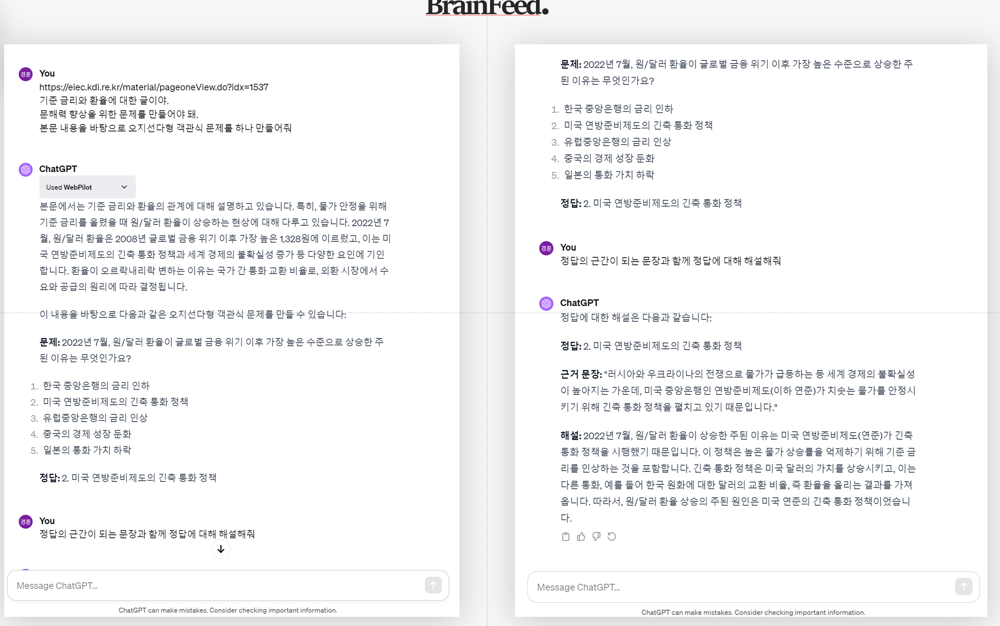 BrainFeed.
경훈
You
https://eiec.kdi.re.kr/material/pageoneView.do?idx=1537
기준 금리와 환율에 대한 글이야.
문해력 향상을 위한 문제를 만들어야 돼.
본문 내용을 바탕으로 오지선다형 객관식 문제를 하나 만들어줘
ChatGPT
Used WebPilot
본문에서는 기준 금리와 환율의 관계에 대해 설명하고 있습니다. 특히, 물가 안정을 위해
기준 금리를 올렸을 때 원/달러 환율이 상승하는 현상에 대해 다루고 있습니다. 2022년 7
월, 원/달러 환율은 2008년 글로벌 금융 위기 이후 가장 높은 1,328원에 이르렀고, 이는 미
국 연방준비제도의 긴축 통화 정책과 세계 경제의 불확실성 증가 등 다양한 요인에 기인
합니다. 환율이 오르락내리락 변하는 이유는 국가 간 통화 교환 비율로, 외환 시장에서 수
요와 공급의 원리에 따라 결정됩니다.
이 내용을 바탕으로 다음과 같은 오지선다형 객관식 문제를 만들 수 있습니다:
문제: 2022년 7월, 원/달러 환율이 글로벌 금융 위기 이후 가장 높은 수준으로 상승한 주
된 이유는 무엇인가요?
1. 한국 중앙은행의 금리 인하
2. 미국 연방준비제도의 긴축 통화 정책
3. 유럽중앙은행의 금리 인상
4. 중국의 경제 성장 둔화
5. 일본의 통화 가치 하락
정답: 2. 미국 연방준비제도의 긴축 통화 정책
경훈
You
정답의 근간이 되는 문장과 함께 정답에 대해 해설해줘
Message ChatGPT...
ChatGPT can make mistakes. Consider checking important information.
문제: 2022년 7월, 원/달러 환율이 글로벌 금융 위기 이후 가장 높은 수준으로 상승한 주
된 이유는 무엇인가요?
1. 한국 중앙은행의 금리 인하
2. 미국 연방준비제도의 긴축 통화 정책
3. 유럽중앙은행의 금리 인상
4. 중국의 경제 성장 둔화
5. 일본의 통화 가치 하락
정답: 2. 미국 연방준비제도의 긴축 통화 정책
경훈
You
정답의 근간이 되는 문장과 함께 정답에 대해 해설해줘
ChatGPT
정답에 대한 해설은 다음과 같습니다:
정답: 2. 미국 연방준비제도의 긴축 통화 정책
근거 문장: "러시아와 우크라이나의 전쟁으로 물가가 급등하는 등 세계 경제의 불확실성
이 높아지는 가운데, 미국 중앙은행인 연방준비제도(이하 연준)가 치솟는 물가를 안정시
키기 위해 긴축 통화 정책을 펼치고 있기 때문입니다."
해설: 2022년 7월, 원/달러 환율이 상승한 주된 이유는 미국 연방준비제도(연준)가 긴축
통화 정책을 시행했기 때문입니다. 이 정책은 높은 물가 상승률을 억제하기 위해 기준 금
리를 인상하는 것을 포함합니다. 긴축 통화 정책은 미국 달러의 가치를 상승시키고, 이는
다른 통화, 예를 들어 한국 원화에 대한 달러의 교환 비율, 즉 환율을 올리는 결과를 가져
옵니다. 따라서, 원/달러 환율 상승의 주된 원인은 미국 연준의 긴축 통화 정책이었습니
다.
Message ChatGPT...
ChatGPT can make mistakes. Consider checking important information.